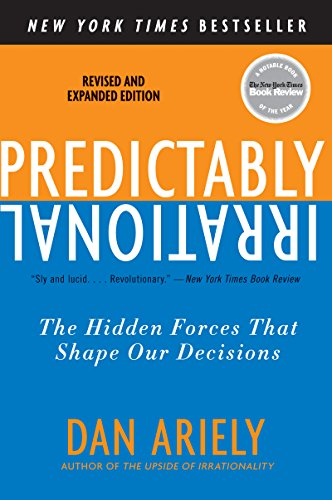 NEW YORK TIMES BESTSELLER
REVISED AND
EXPANDED EDITION
A NOTABLE BOOK
The New York Times
Book Review
OF THE YEAR
PREDICTABLY
IRRATIONAL
"Sly and lucid. . . . Revolutionary." —New York Times Book Review
The Hidden Forces That
Shape Our Decisions
DAN ARIELY
AUTHOR OF THE UPSIDE OF IRRATIONALITY